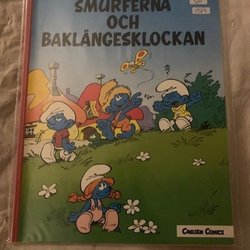 SMURFERNA
OCH
BAKLÄNGESKLOCKAN
CARLSEN COMICS